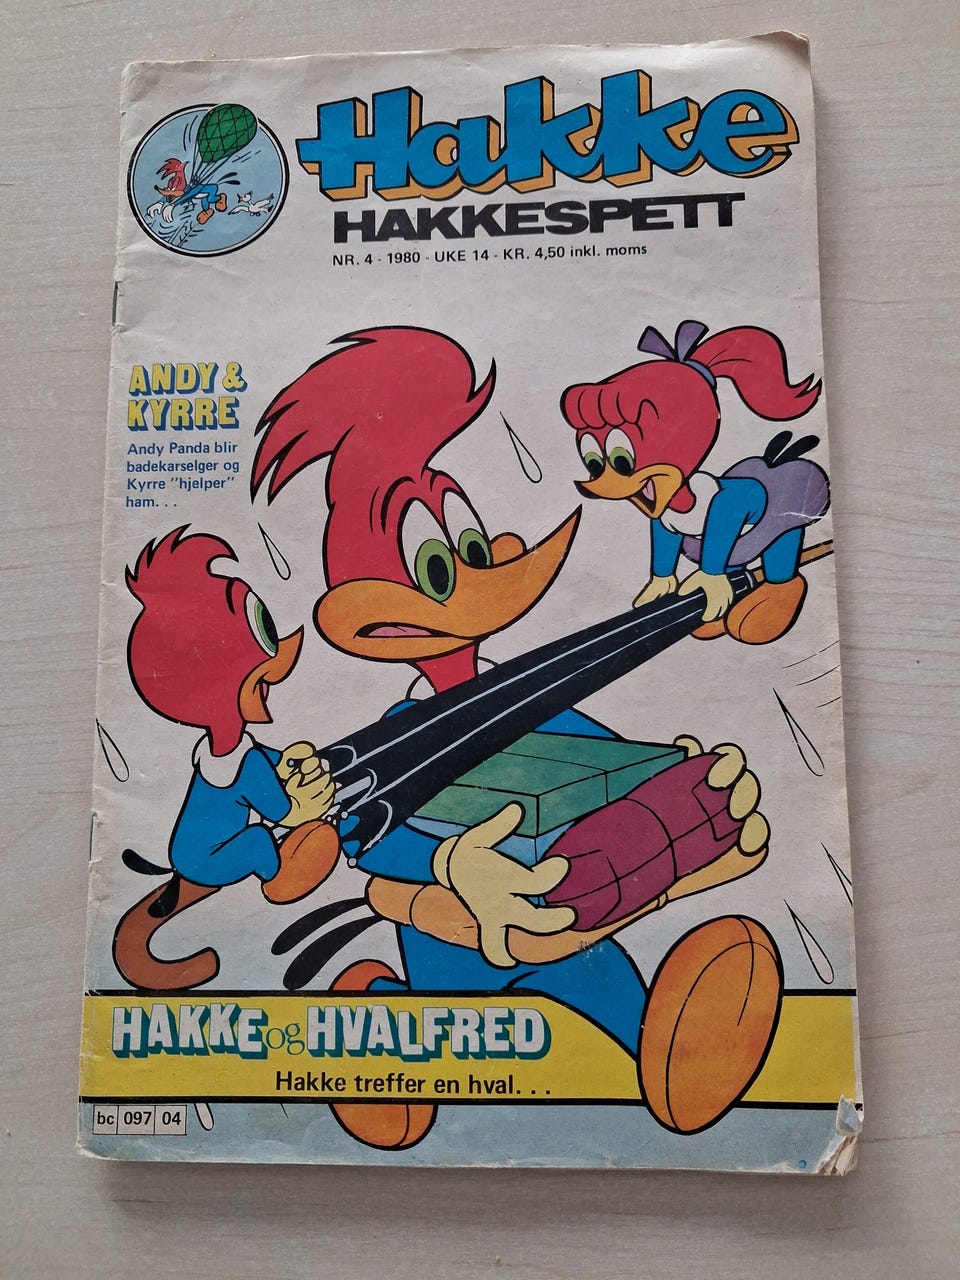 Hakke
HAKKESPETT
NR. 4 - 1980 - UKE 14 - KR. 4,50 inkl. moms
ANDY &
KYRRE
Andy Panda blir
badekarselger og
Kyrre "hjelper"
ham. . .
HAKKE og HVALFRED
Hakke treffer en hval. . .
bc 097 04